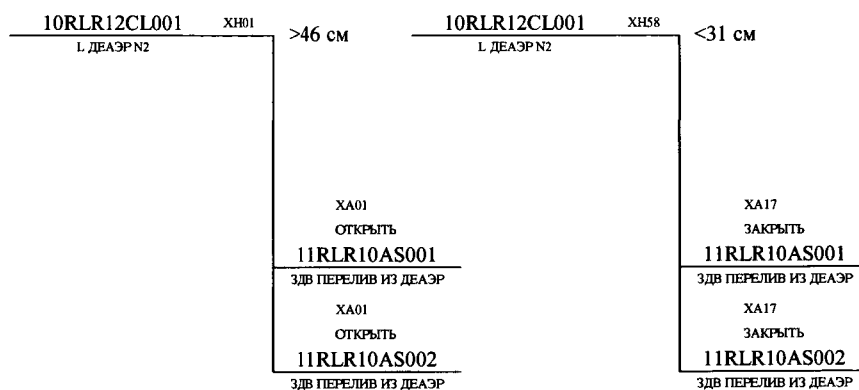 10RLR12CL001 XH01 >46 см
L ДЕАЭР N2
XA01
ОТКРЫТЬ
11RLR10AS001
ЗДВ ПЕРЕЛИВ ИЗ ДЕАЭР
XA01
ОТКРЫТЬ
11RLR10AS002
ЗДВ ПЕРЕЛИВ ИЗ ДЕАЭР
10RLR12CL001 XH58 <31 см
L ДЕАЭР N2
XA17
ЗАКРЫТЬ
11RLR10AS001
ЗДВ ПЕРЕЛИВ ИЗ ДЕАЭР
XA17
ЗАКРЫТЬ
11RLR10AS002
ЗДВ ПЕРЕЛИВ ИЗ ДЕАЭР